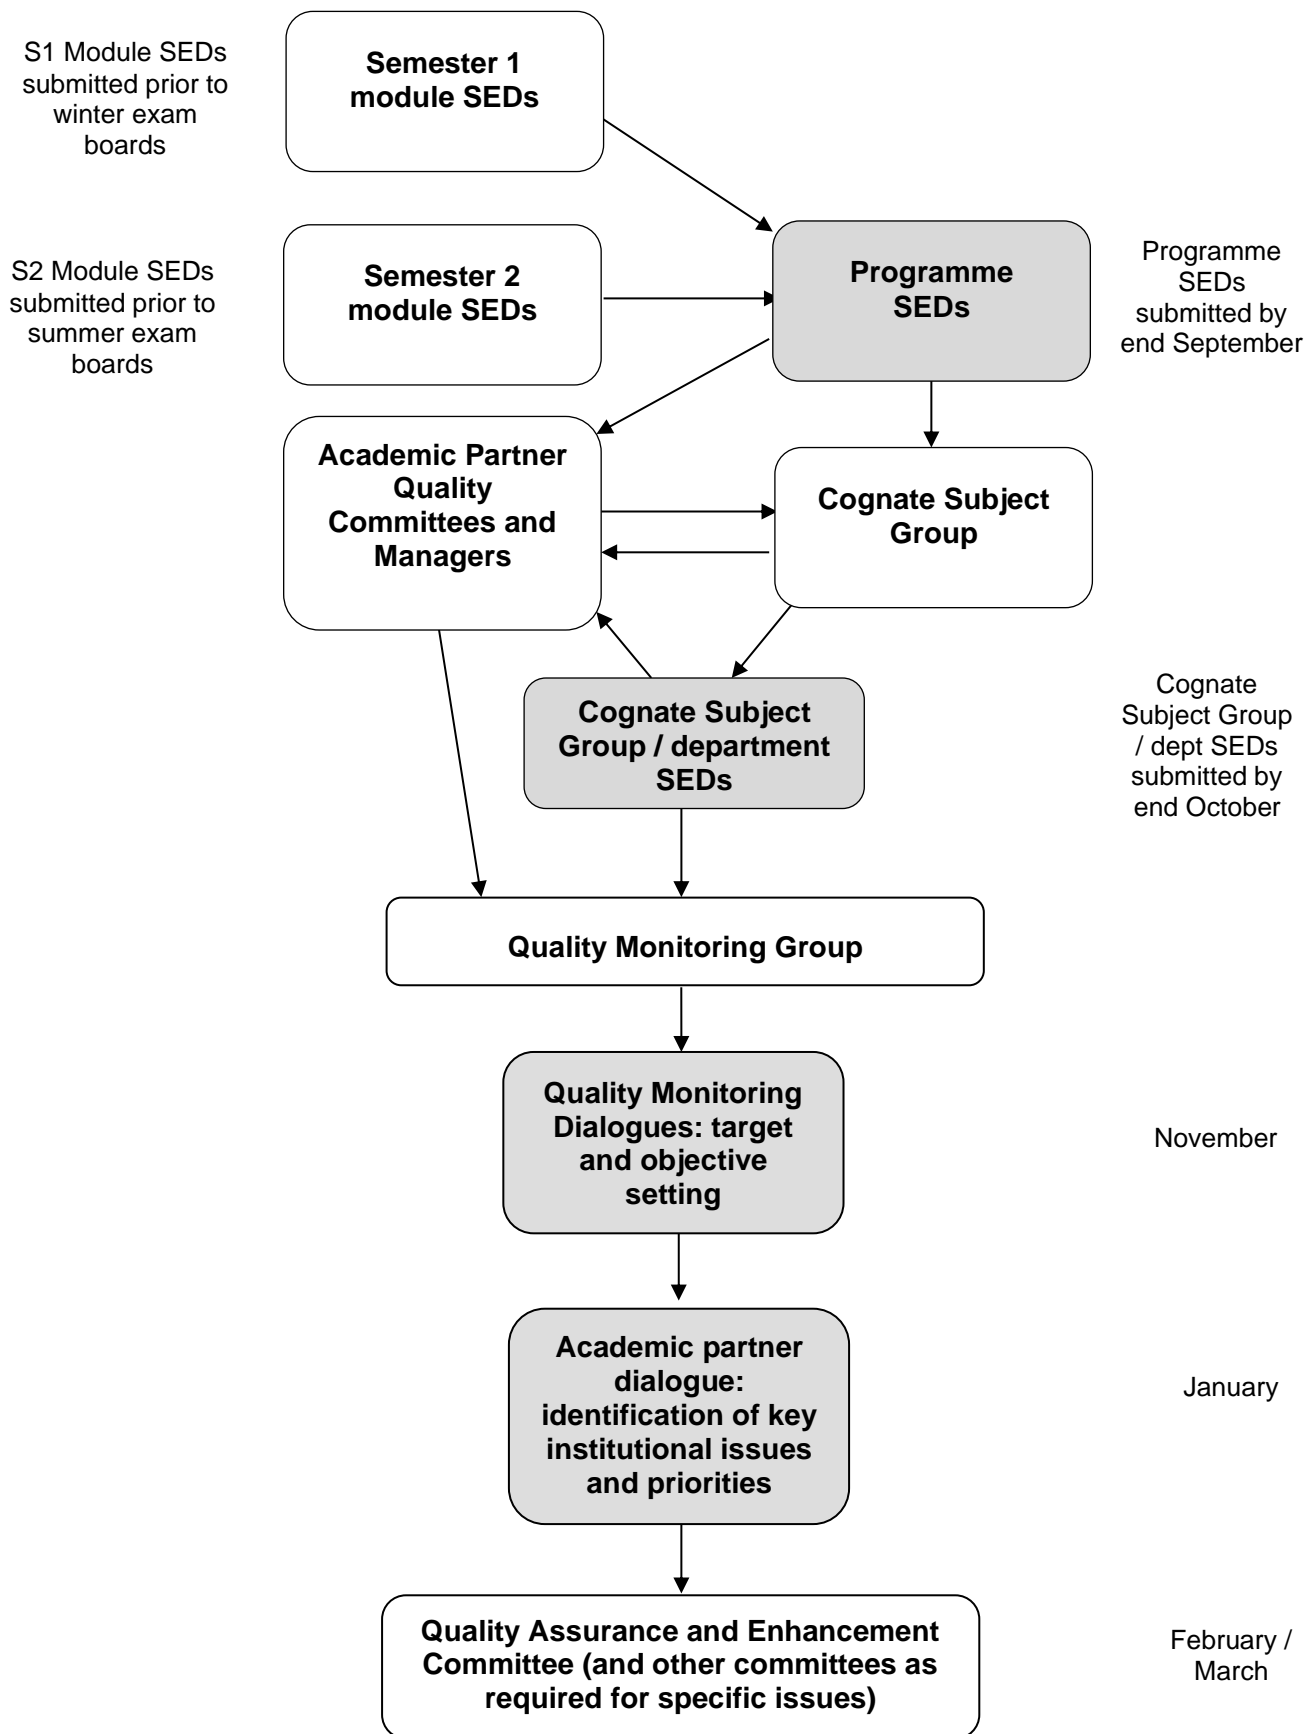 S1 Module SEDs
submitted prior to
winter exam
boards
Semester 1
module SEDs
S2 Module SEDs
submitted prior to
summer exam
boards
Semester 2
module SEDs
Programme
SEDs
Programme
SEDs
submitted by
end September
Academic Partner
Quality
Committees and
Managers
Cognate Subject
Group
Cognate Subject
Group / department
SEDs
Cognate
Subject Group
/ dept SEDs
submitted by
end October
Quality Monitoring Group
Quality Monitoring
Dialogues: target
and objective
setting
November
Academic partner
dialogue:
identification of key
institutional issues
and priorities
January
Quality Assurance and Enhancement
Committee (and other committees as
required for specific issues)
February /
March